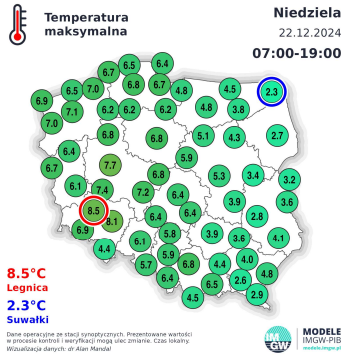 Temperatura
maksymalna
Niedziela
22.12.2024
07:00-19:00
6.7 6.5 6.4
6.9 6.5 7.0 6.8 6.7 4.8 4.5 2.3
7.0 7.1 6.2 6.2 6.2 4.8 3.8
6.8 6.8 5.1 4.3 2.7
6.4 5.9
6.7 7.7 6.8 5.3 3.4 3.2
6.1 7.4 7.2 6.4 3.9 3.6
8.5 8.1 6.4 6.4 2.8
6.9 6.1 5.8 3.9 3.6 4.1
4.4 5.9
5.7 6.8 4.4 4.0 4.8
6.4 6.5 2.6
4.5 2.9
8.5°C
Legnica
2.3°C
Suwałki
Dane operacyjne ze stacji synoptycznych. Prezentowane wartości
w procesie kontroli i weryfikacji mogą ulec zmianie. Czas lokalny.
Wizualizacja danych: dr Alan Mandal
IM
GW
MODELE
IMGW-PIB
modele.imgw.pl